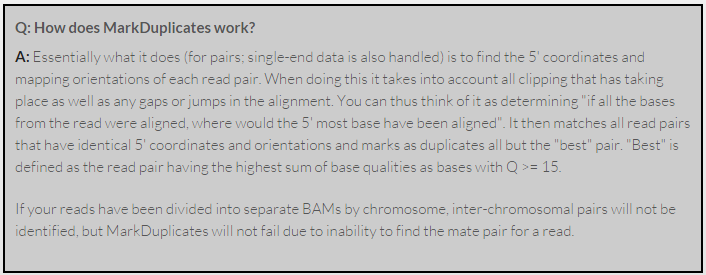 Q: How does MarkDuplicates work?
A: Essentially what it does (for pairs; single-end data is also handled) is to find the 5' coordinates and
mapping orientations of each read pair. When doing this it takes into account all clipping that has taking
place as well as any gaps or jumps in the alignment. You can thus think of it as determining "if all the bases
from the read were aligned, where would the 5' most base have been aligned". It then matches all read pairs
that have identical 5' coordinates and orientations and marks as duplicates all but the "best" pair. "Best" is
defined as the read pair having the highest sum of base qualities as bases with Q >= 15.
If your reads have been divided into separate BAMs by chromosome, inter-chromosomal pairs will not be
identified, but MarkDuplicates will not fail due to inability to find the mate pair for a read.